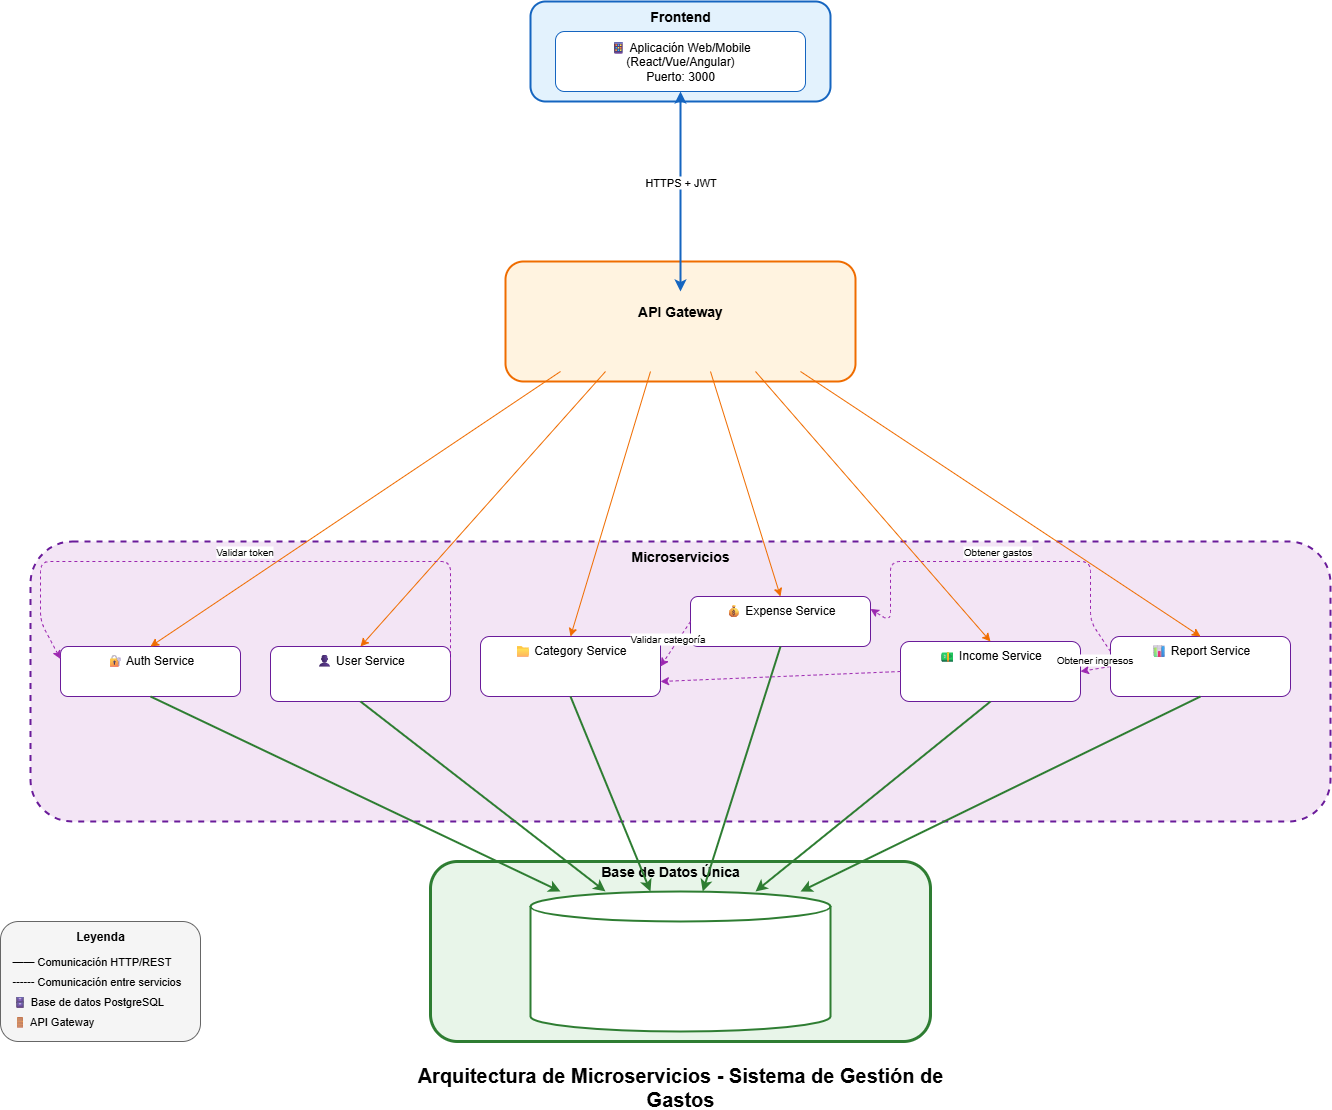 Frontend
Aplicación Web/Mobile
(React/Vue/Angular)
Puerto: 3000
HTTPS + JWT
API Gateway
Validar token
Microservicios
Obtener gastos
Expense Service
Validar categoría
Auth Service
User Service
Category Service
Income Service
Obtener ingresos
Report Service
Base de Datos Única
Leyenda
—— Comunicación HTTP/REST
------ Comunicación entre servicios
Base de datos PostgreSQL
API Gateway
Arquitectura de Microservicios - Sistema de Gestión de
Gastos